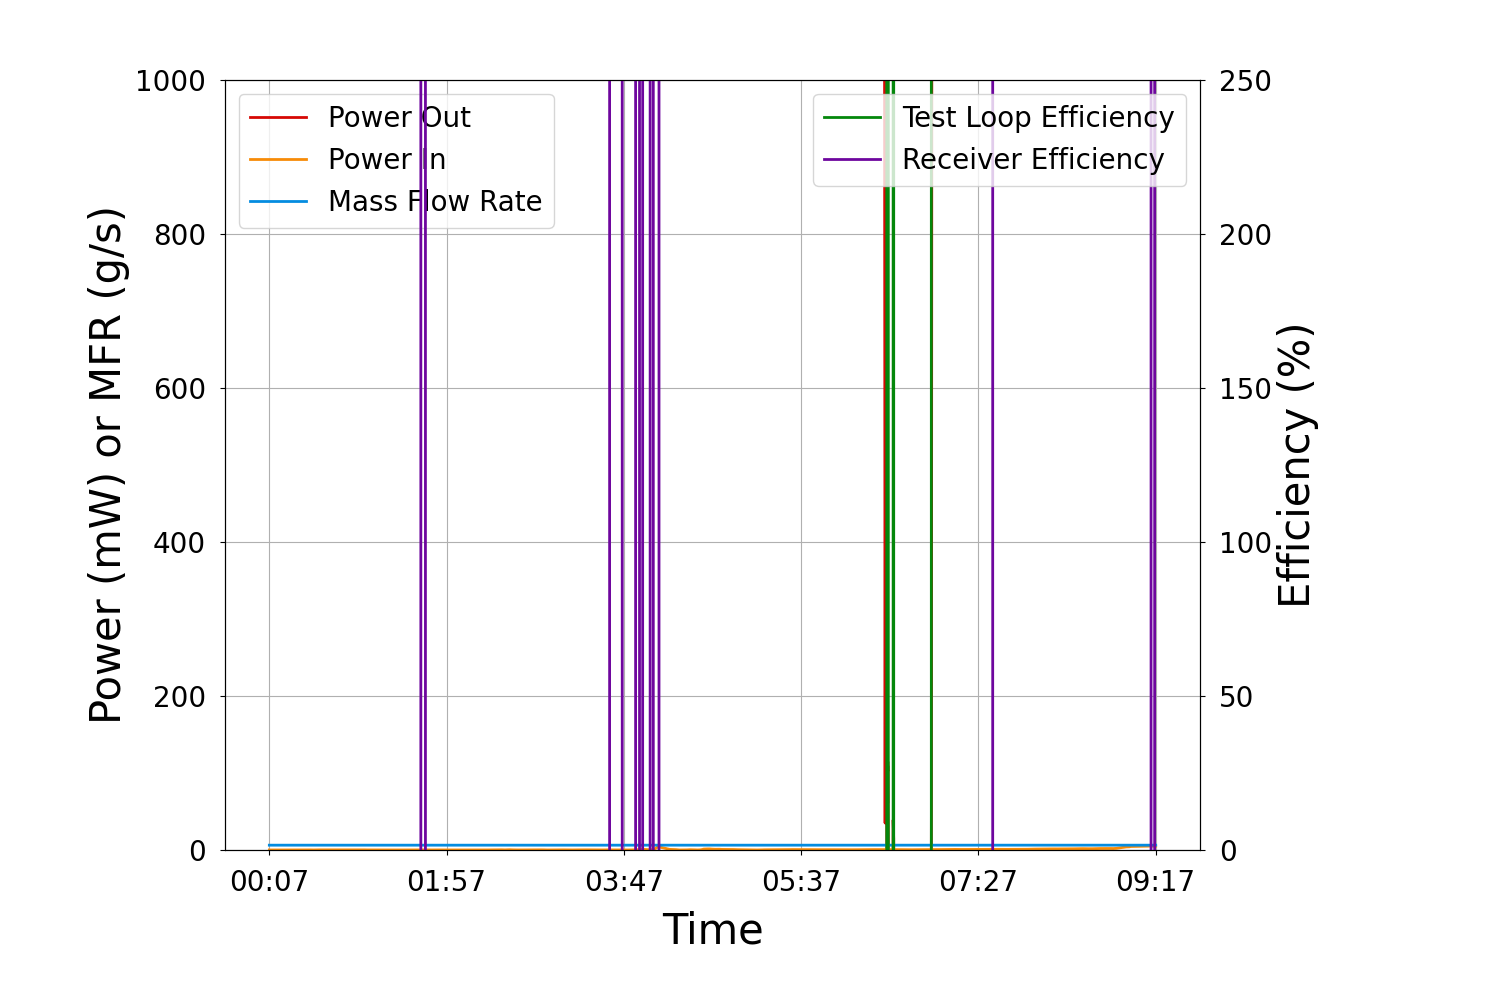 1000
800
600
400
200
0
Power (mW) or MFR (g/s)
Power Out
Power In
Mass Flow Rate
Test Loop Efficiency
Receiver Efficiency
250
200
150
100
50
0
Efficiency (%)
00:07 01:57 03:47 05:37 07:27 09:17
Time